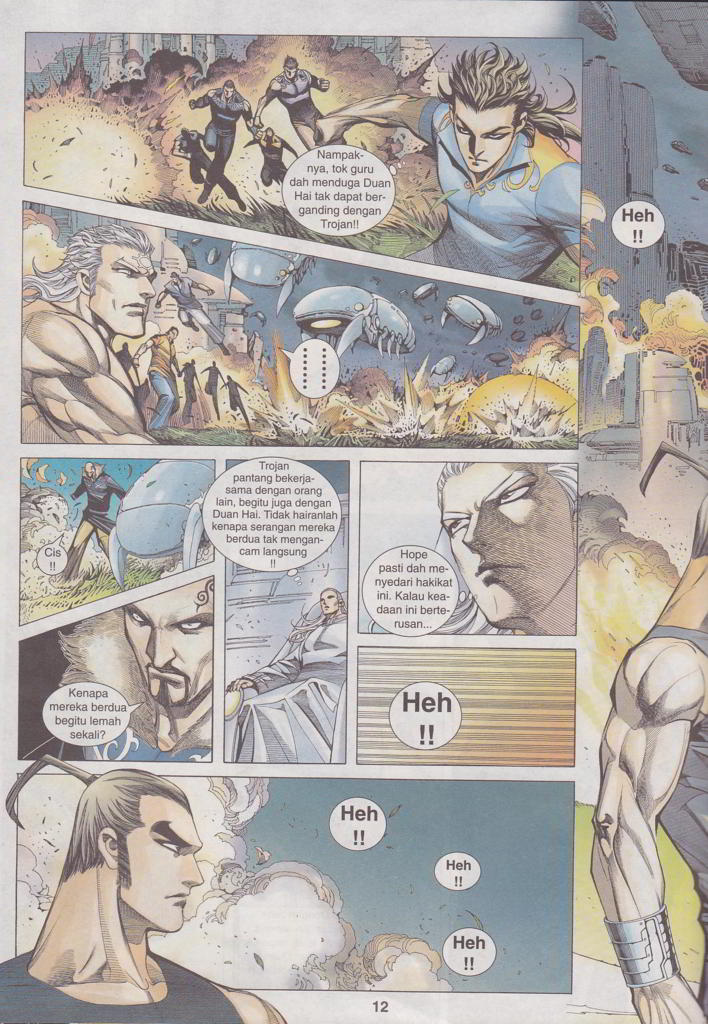 Nampak-
nya, tok guru
dah menduga Duan
Hai tak dapat ber-
ganding dengan
Trojan!!
Heh
!!
Cis
!!
Trojan
pantang bekerja-
sama dengan orang
lain, begitu juga dengan
Duan Hai. Tidak hairanlah
kenapa serangan mereka
berdua tak mengan-
cam langsung
!!
Hope
pasti dah me-
nyedari hakikat
ini. Kalau kea-
daan ini berte-
rusan...
Kenapa
mereka berdua
begitu lemah
sekali?
Heh
!!
Heh
!!
Heh
!!
Heh
!!
12